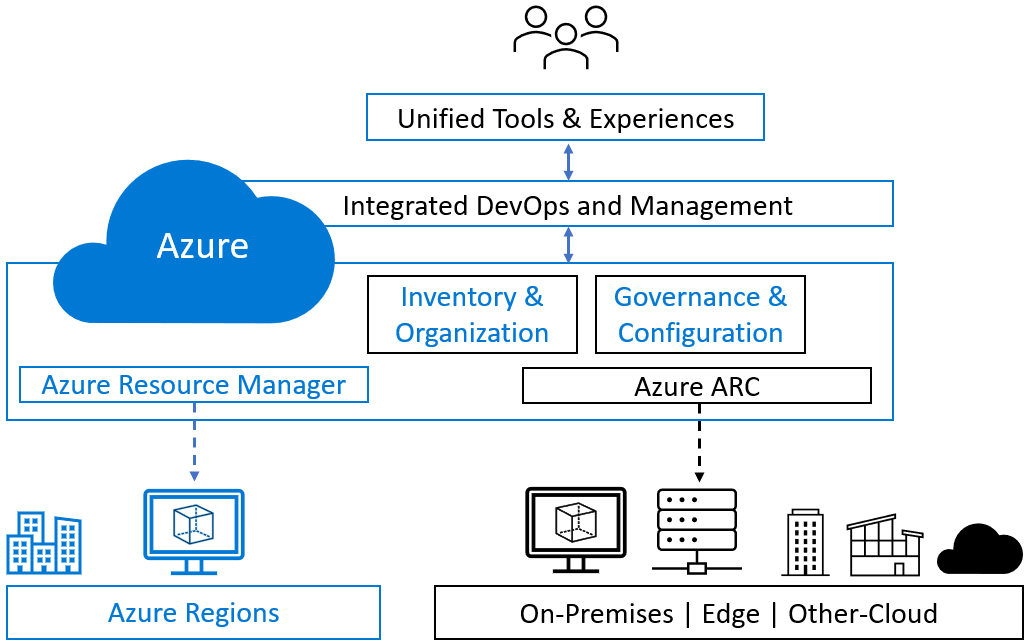 Unified Tools & Experiences
Integrated DevOps and Management
Azure
Inventory &
Organization
Governance &
Configuration
Azure Resource Manager
Azure ARC
Azure Regions
On-Premises | Edge | Other-Cloud